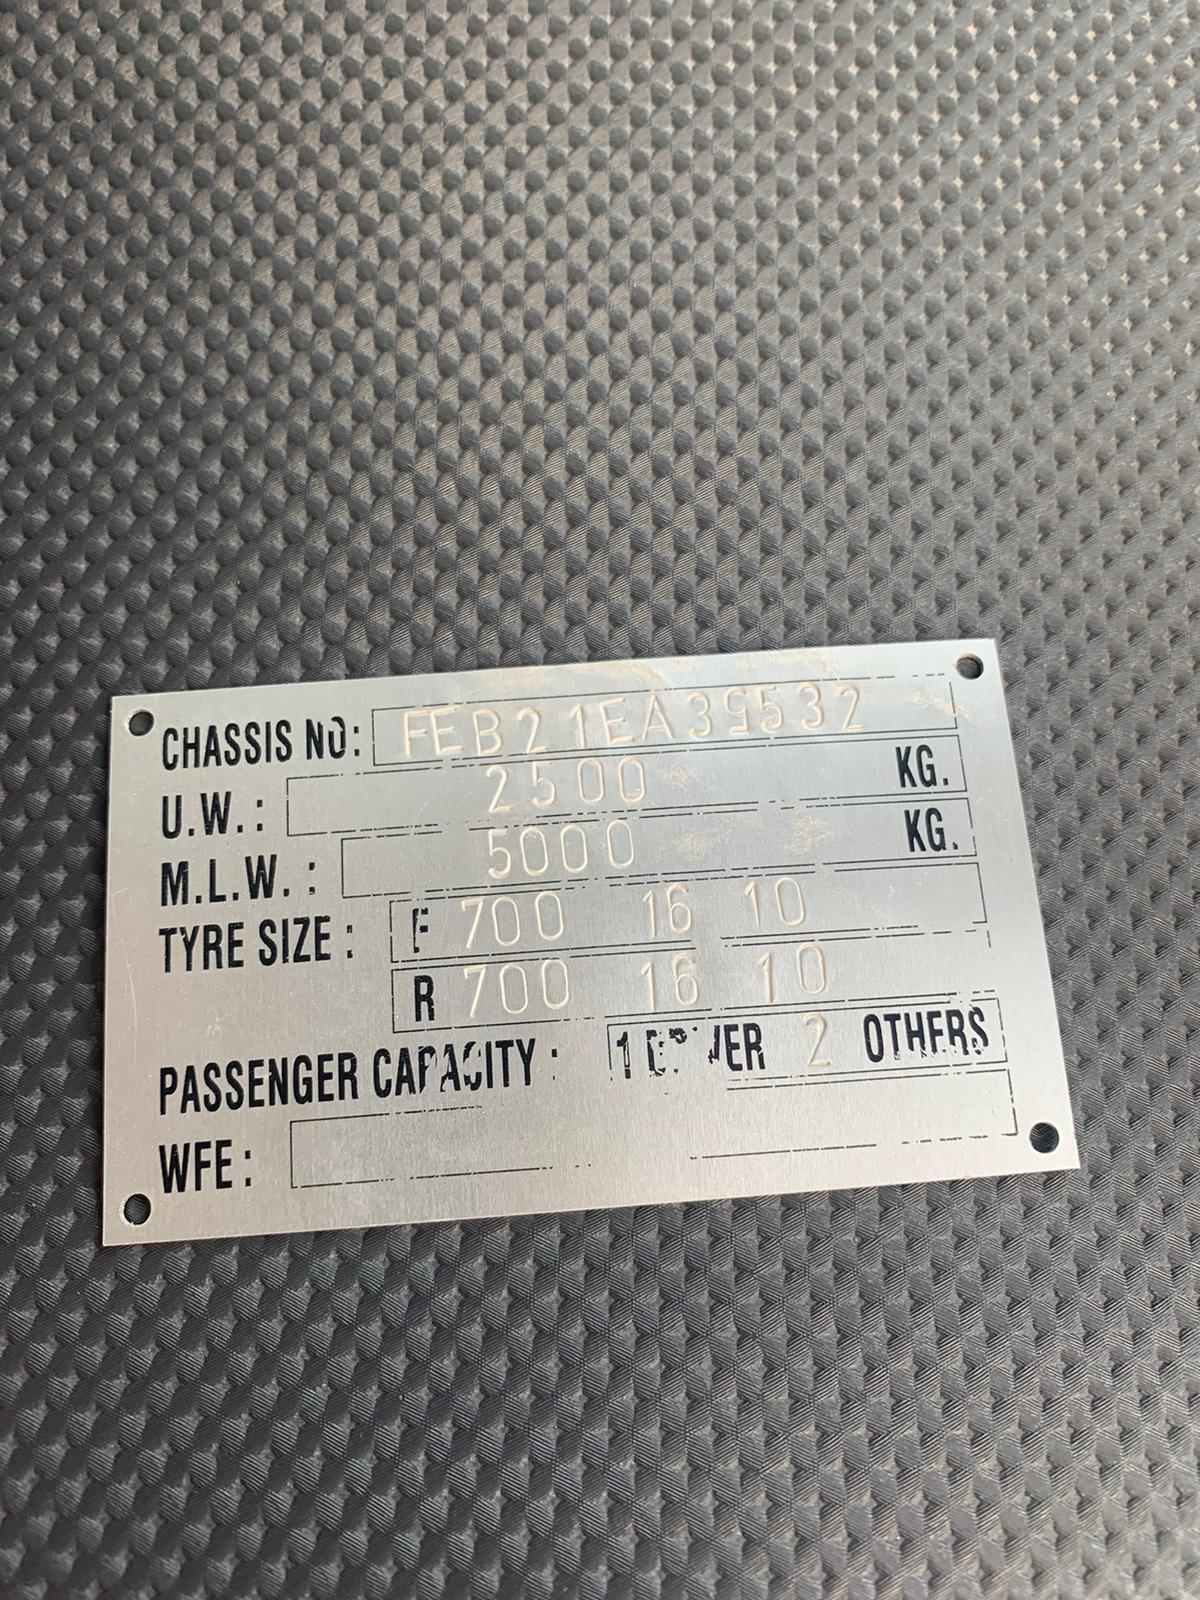 CHASSIS NO: FEB21EA39532
U.W.: 2500 KG.
M.L.W.: 5000 KG.
TYRE SIZE: F 700 16 10
R 700 16 10
PASSENGER CAPACITY: 1 DRIVER 2 OTHERS
WFE: